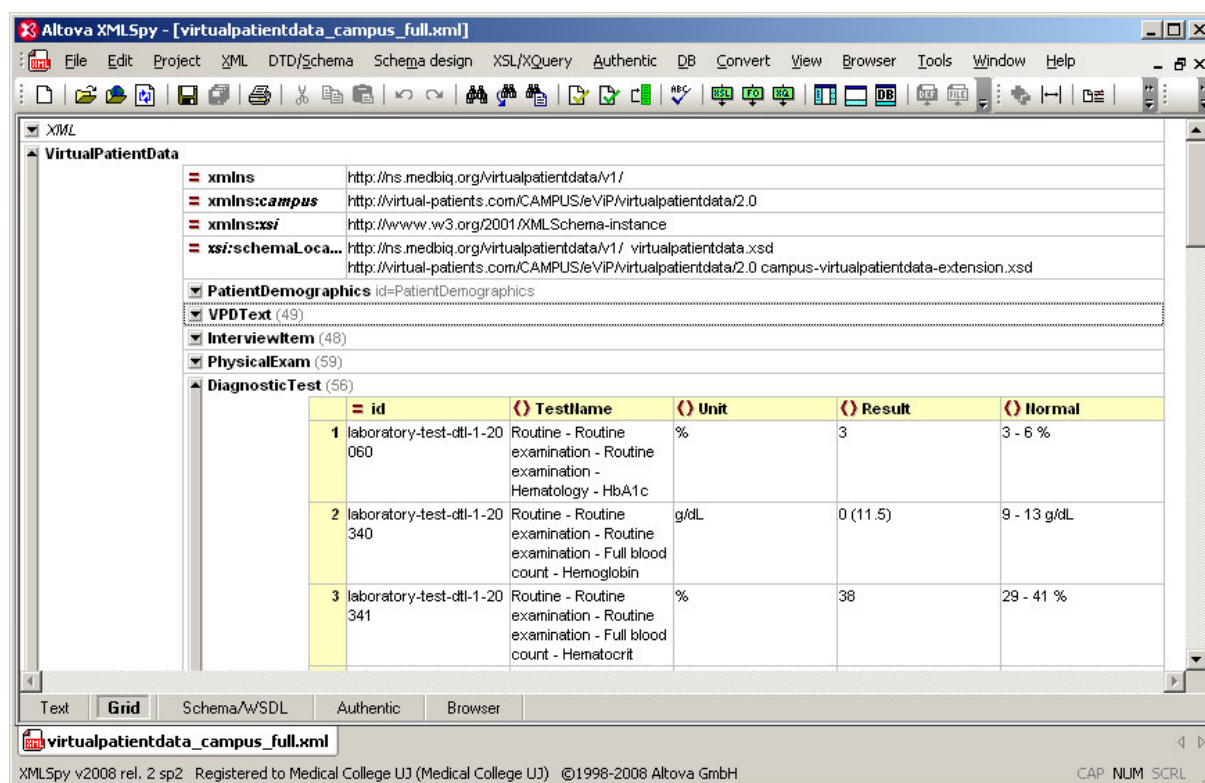 Altova XMLSpy - [virtualpatientdata_campus_full.xml]
File Edit Project XML DTD/Schema Schema design XSL/XQuery Authentic DB Convert View Browser Tools Window Help
XML
VirtualPatientData
= xmlns http://ns.medbiq.org/virtualpatientdata/v1/
= xmlns:campus http://virtual-patients.com/CAMPUS/eViP/virtualpatientdata/2.0
= xmlns:xsi http://www.w3.org/2001/XMLSchema-instance
= xsi:schemaLoca... http://ns.medbiq.org/virtualpatientdata/v1/ virtualpatientdata.xsd
http://virtual-patients.com/CAMPUS/eViP/virtualpatientdata/2.0 campus-virtualpatientdata-extension.xsd
PatientDemographics id=PatientDemographics
VPDText (49)
InterviewItem (48)
PhysicalExam (59)
DiagnosticTest (56)
= id () TestName () Unit () Result () Normal
1 laboratory-test-dtl-1-20 Routine - Routine % 3 3 - 6 %
060 examination - Routine
examination -
Hematology - HbA1c
2 laboratory-test-dtl-1-20 Routine - Routine g/dL 0 (11.5) 9 - 13 g/dL
340 examination - Routine
examination - Full blood
count - Hemoglobin
3 laboratory-test-dtl-1-20 Routine - Routine % 38 29 - 41 %
341 examination - Routine
examination - Full blood
count - Hematocrit
Text Grid Schema/WSDL Authentic Browser
virtualpatientdata_campus_full.xml
XMLSpy v2008 rel. 2 sp2 Registered to Medical College UJ (Medical College UJ) ©1998-2008 Altova GmbH CAP NUM SCRL